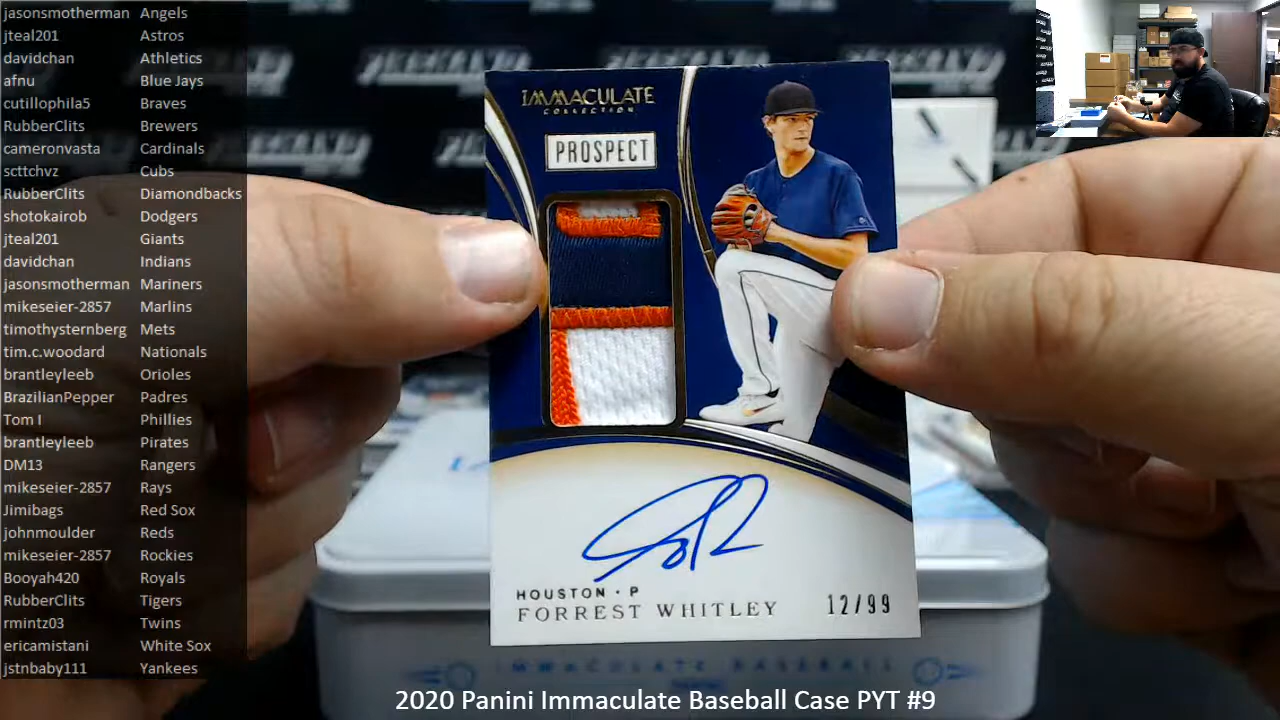 jasonsmotherman Angels
jteal201 Astros
davidchan Athletics
afnu Blue Jays
cutillophila5 Braves
RubberClits Brewers
cameronvasta Cardinals
scttchvz Cubs
RubberClits Diamondbacks
shotokairob Dodgers
jteal201 Giants
davidchan Indians
jasonsmotherman Mariners
mikeseier-2857 Marlins
timothysternberg Mets
tim.c.woodard Nationals
brantleyleeb Orioles
BrazilianPepper Padres
Tom I Phillies
brantleyleeb Pirates
DM13 Rangers
mikeseier-2857 Rays
Jimibags Red Sox
johnmoulder Reds
mikeseier-2857 Rockies
Booyah420 Royals
RubberClits Tigers
rmintz03 Twins
ericamistani White Sox
jstnbaby111 Yankees
IMMACULATE
COLLECTION
PROSPECT
HOUSTON · P
FORREST WHITLEY
12/99
IMMACULATE BASEBALL
2020 Panini Immaculate Baseball Case PYT #9